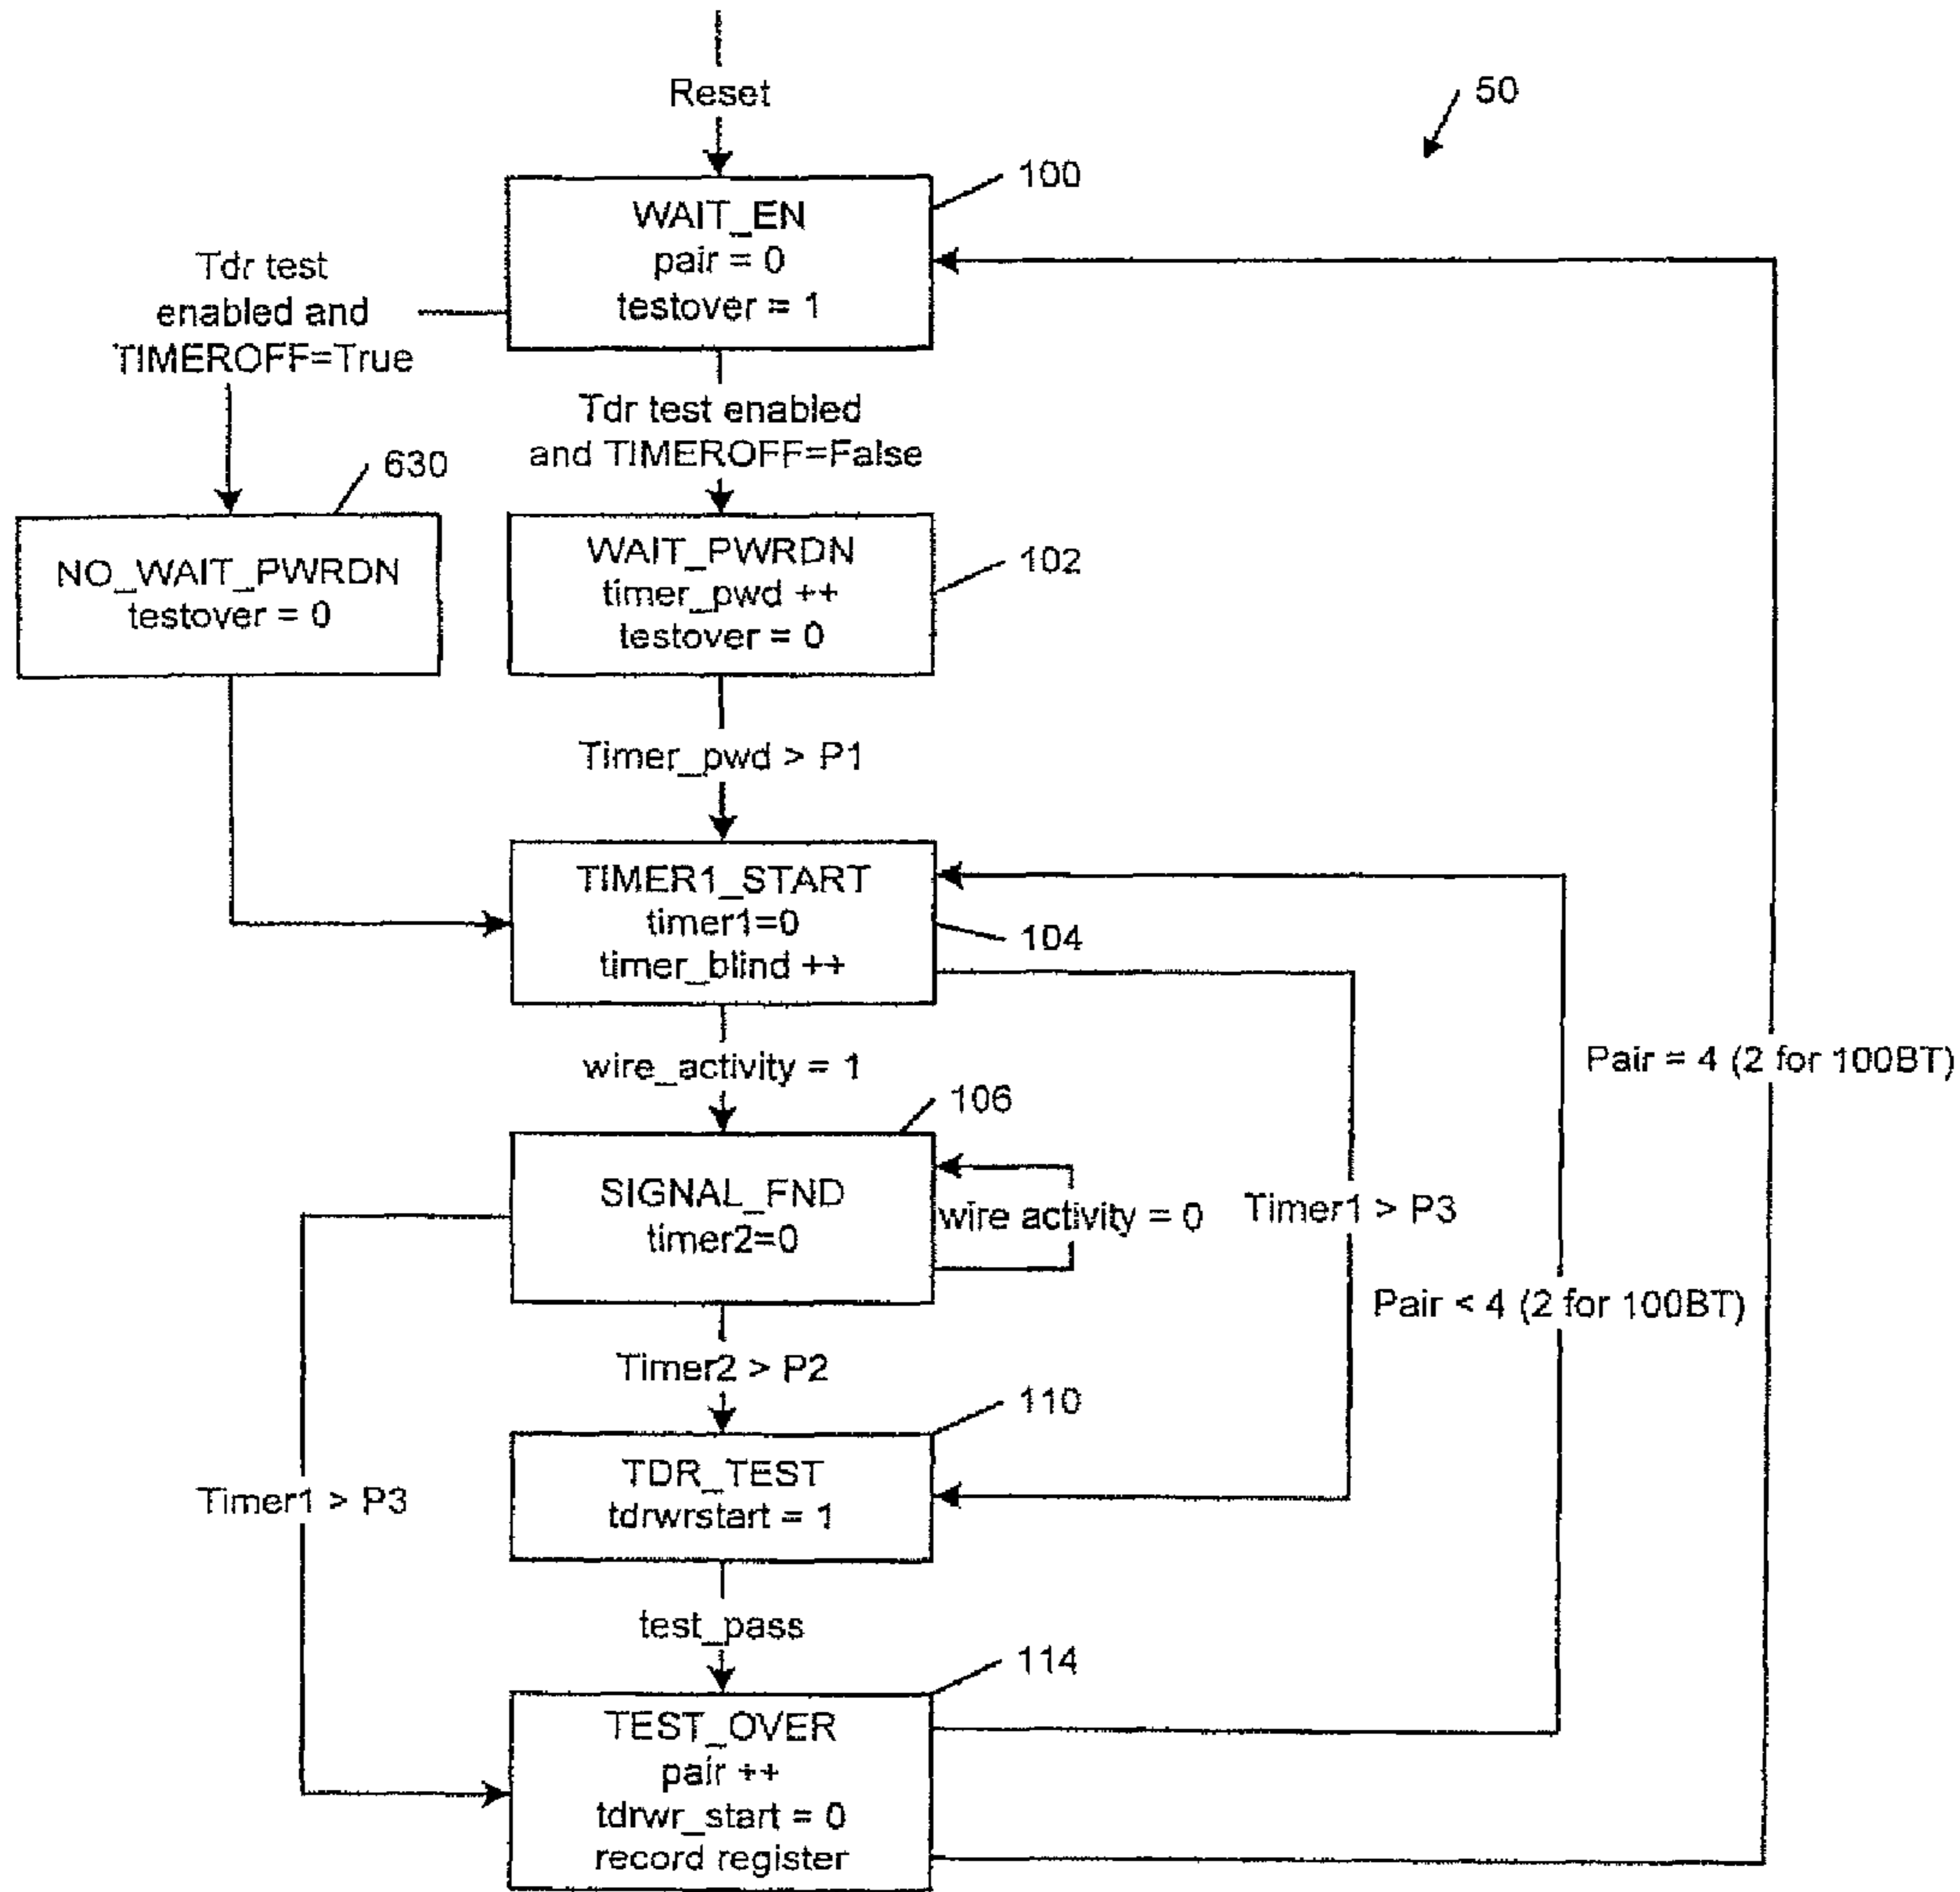 Reset
50
100
WAIT_EN
pair = 0
testover = 1
Tdr test
enabled and
TIMEROFF=True
Tdr test enabled
and TIMEROFF=False
630
NO_WAIT_PWRDN
testover = 0
WAIT_PWRDN
timer_pwd ++
testover = 0
102
Timer_pwd > P1
TIMER1_START
timer1=0
timer_blind ++
104
wire_activity = 1
Pair = 4 (2 for 100BT)
106
SIGNAL_FND
timer2=0
wire activity = 0
Timer1 > P3
Pair < 4 (2 for 100BT)
Timer2 > P2
110
TDR_TEST
tdrwrstart = 1
Timer1 > P3
test_pass
114
TEST_OVER
pair ++
tdrwr_start = 0
record register